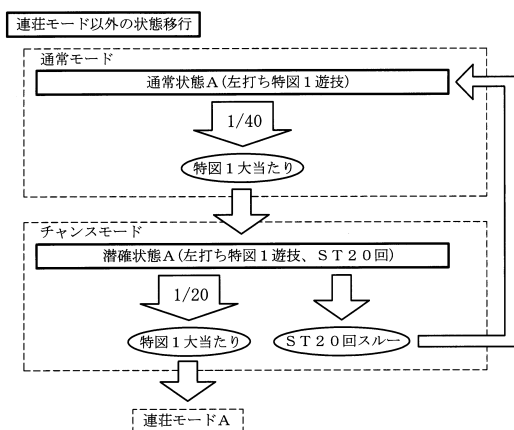 連荘モード以外の状態移行
通常モード
通常状態A(左打ち特図1遊技)
1/40
特図1大当たり
チャンスモード
潜確状態A(左打ち特図1遊技、ST20回)
1/20
特図1大当たり
ST20回スルー
連荘モードA